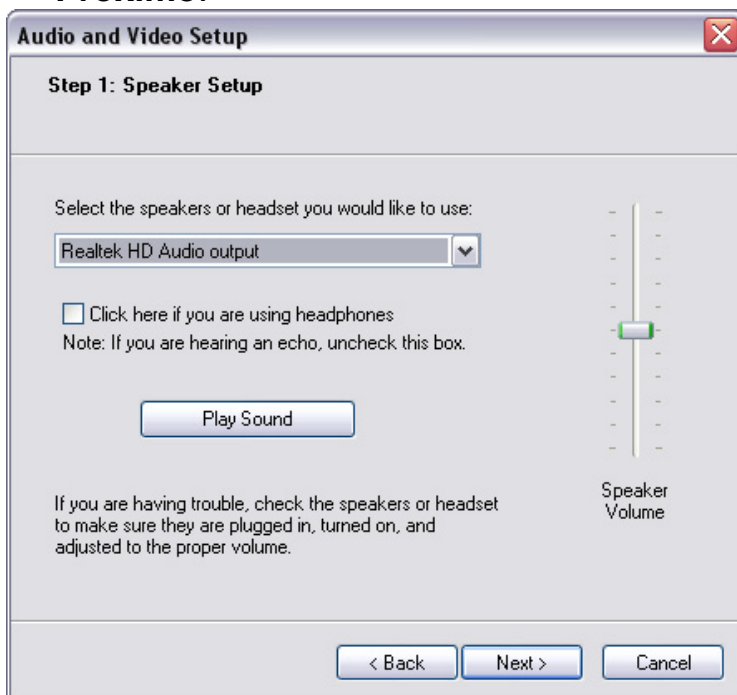 Audio and Video Setup
Step 1: Speaker Setup
Select the speakers or headset you would like to use:
Realtek HD Audio output
Click here if you are using headphones
Note: If you are hearing an echo, uncheck this box.
Play Sound
If you are having trouble, check the speakers or headset
to make sure they are plugged in, turned on, and
adjusted to the proper volume.
Speaker
Volume
< Back
Next >
Cancel